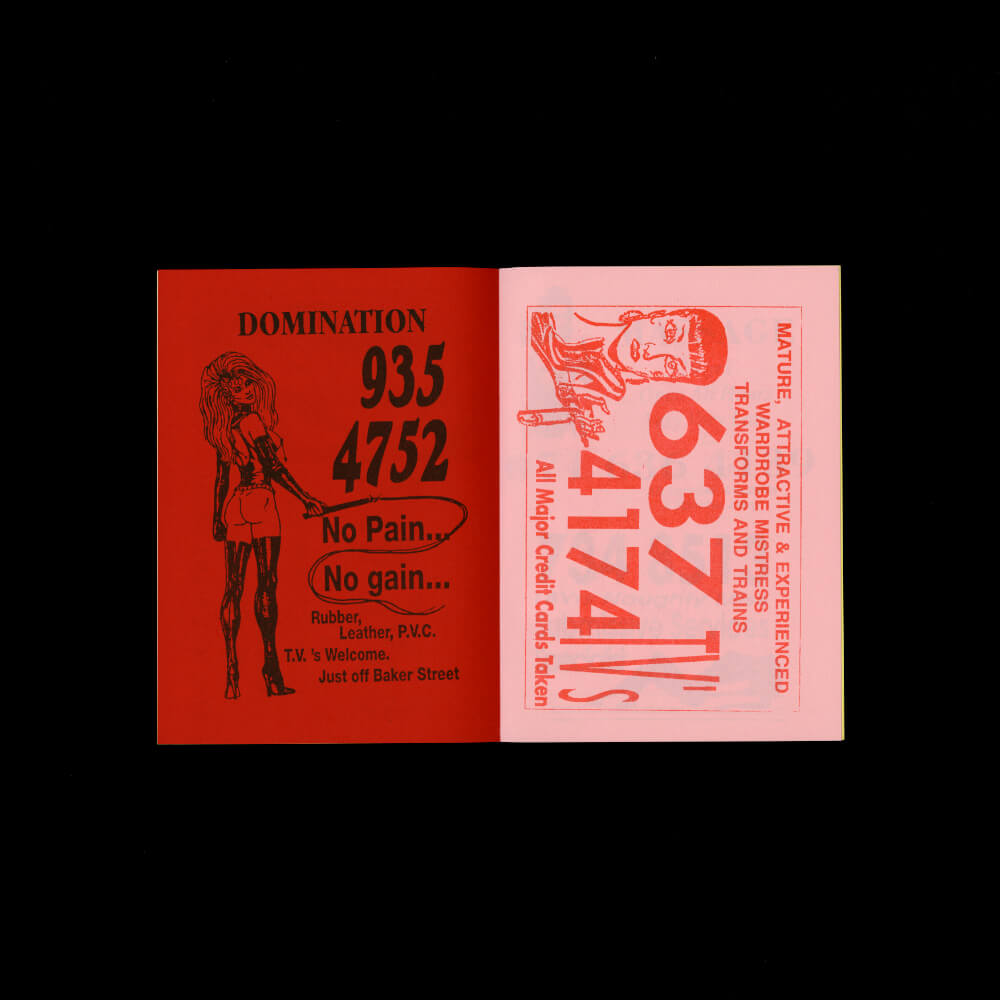 DOMINATION
935
4752
No Pain...
No gain...
Rubber,
Leather, P.V.C.
T.V. 's Welcome.
Just off Baker Street
MATURE, ATTRACTIVE & EXPERIENCED
WARDROBE MISTRESS
TRANSFORMS AND TRAINS
637
4174
TV'S
All Major Credit Cards Taken